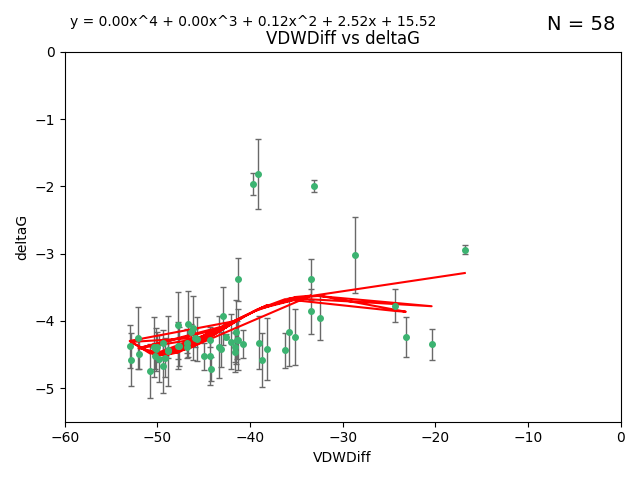 y = 0.00x^4 + 0.00x^3 + 0.12x^2 + 2.52x + 15.52
N = 58
VDWDiff vs deltaG
0
−1
−2
−3
−4
−5
deltaG
−60
−50
−40
−30
−20
−10
0
VDWDiff